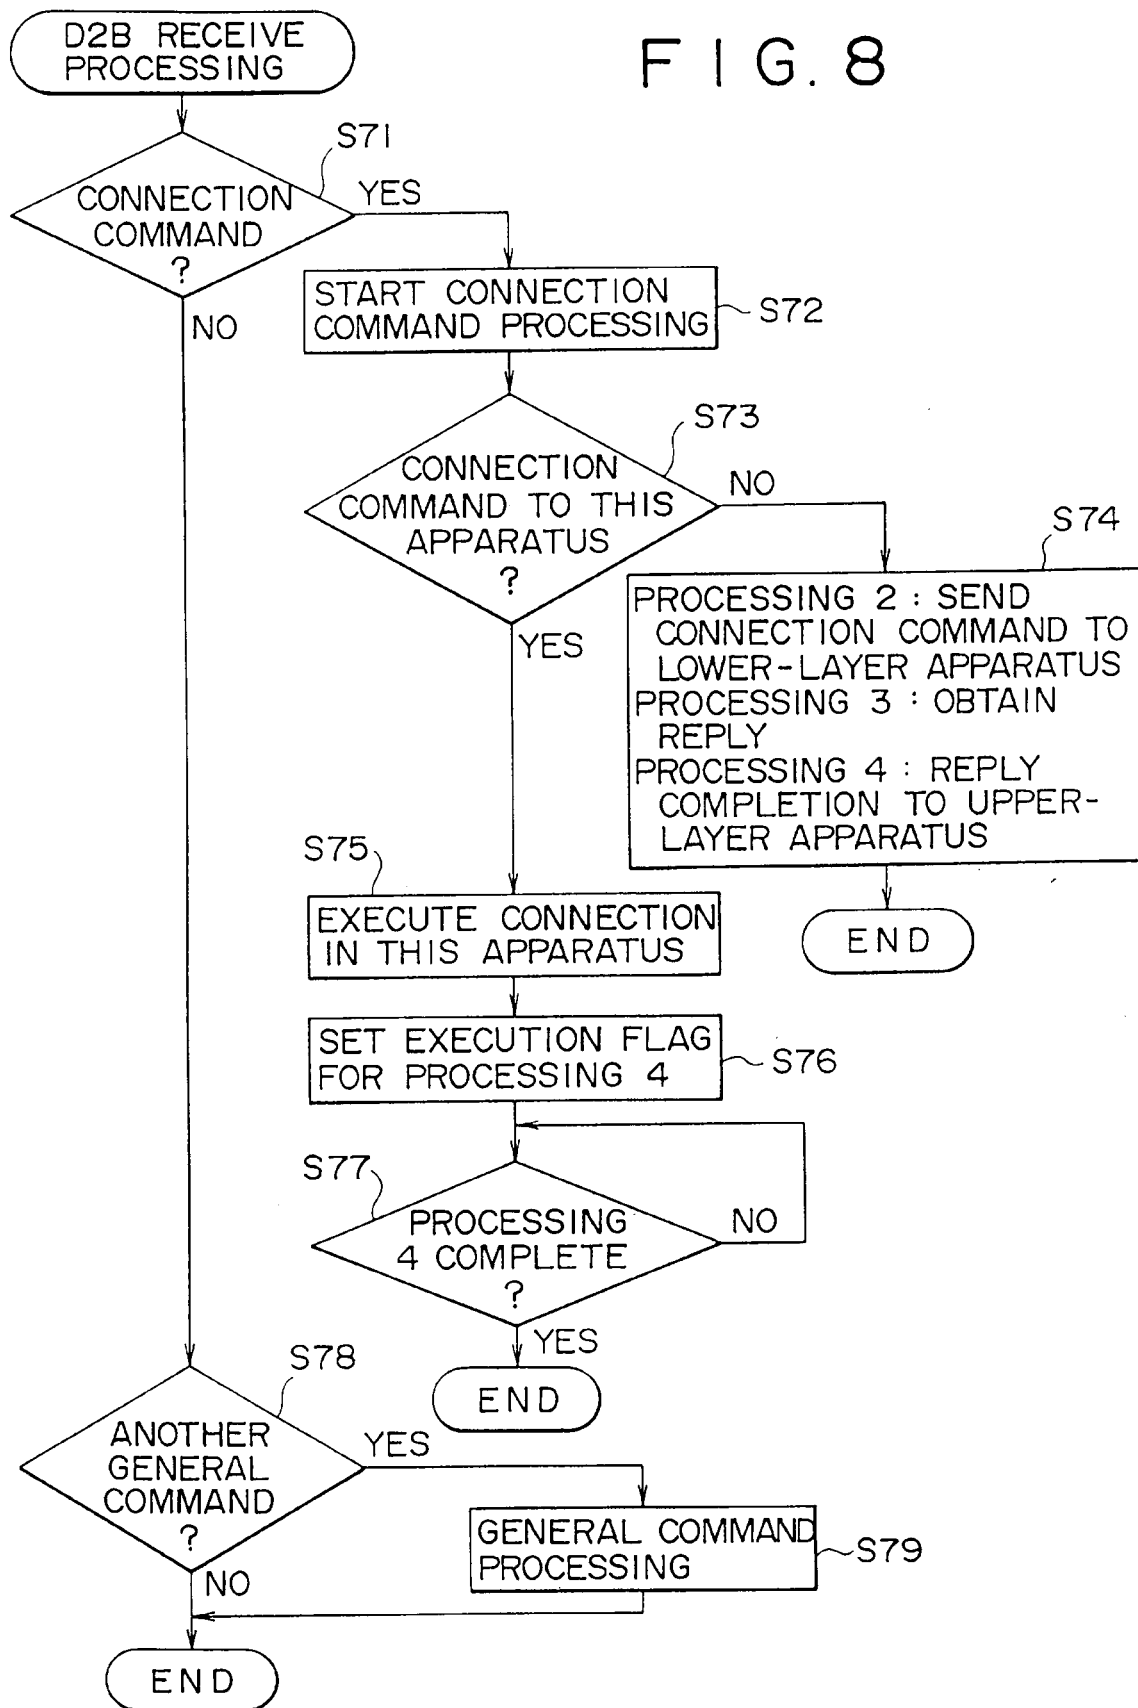 D2B RECEIVE
PROCESSING
FIG. 8
S71
CONNECTION
COMMAND
?
YES
NO
START CONNECTION
COMMAND PROCESSING
S72
S73
CONNECTION
COMMAND TO THIS
APPARATUS
?
NO
YES
S74
PROCESSING 2 : SEND
CONNECTION COMMAND TO
LOWER-LAYER APPARATUS
PROCESSING 3 : OBTAIN
REPLY
PROCESSING 4 : REPLY
COMPLETION TO UPPER-
LAYER APPARATUS
END
S75
EXECUTE CONNECTION
IN THIS APPARATUS
SET EXECUTION FLAG
FOR PROCESSING 4
S76
S77
PROCESSING
4 COMPLETE
?
NO
YES
END
S78
ANOTHER
GENERAL
COMMAND
?
YES
NO
GENERAL COMMAND
PROCESSING
S79
END